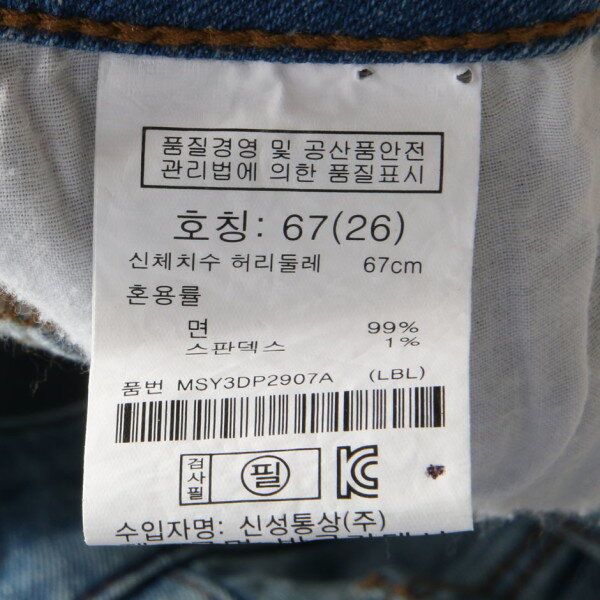 품질경영 및 공산품안전
관리법에 의한 품질표시
호칭: 67(26)
신체치수 허리둘레 67cm
혼용률
면 99%
스판덱스 1%
품번 MSY3DP2907A (LBL)
검사필 필 KC
수입자명: 신성통상(주)